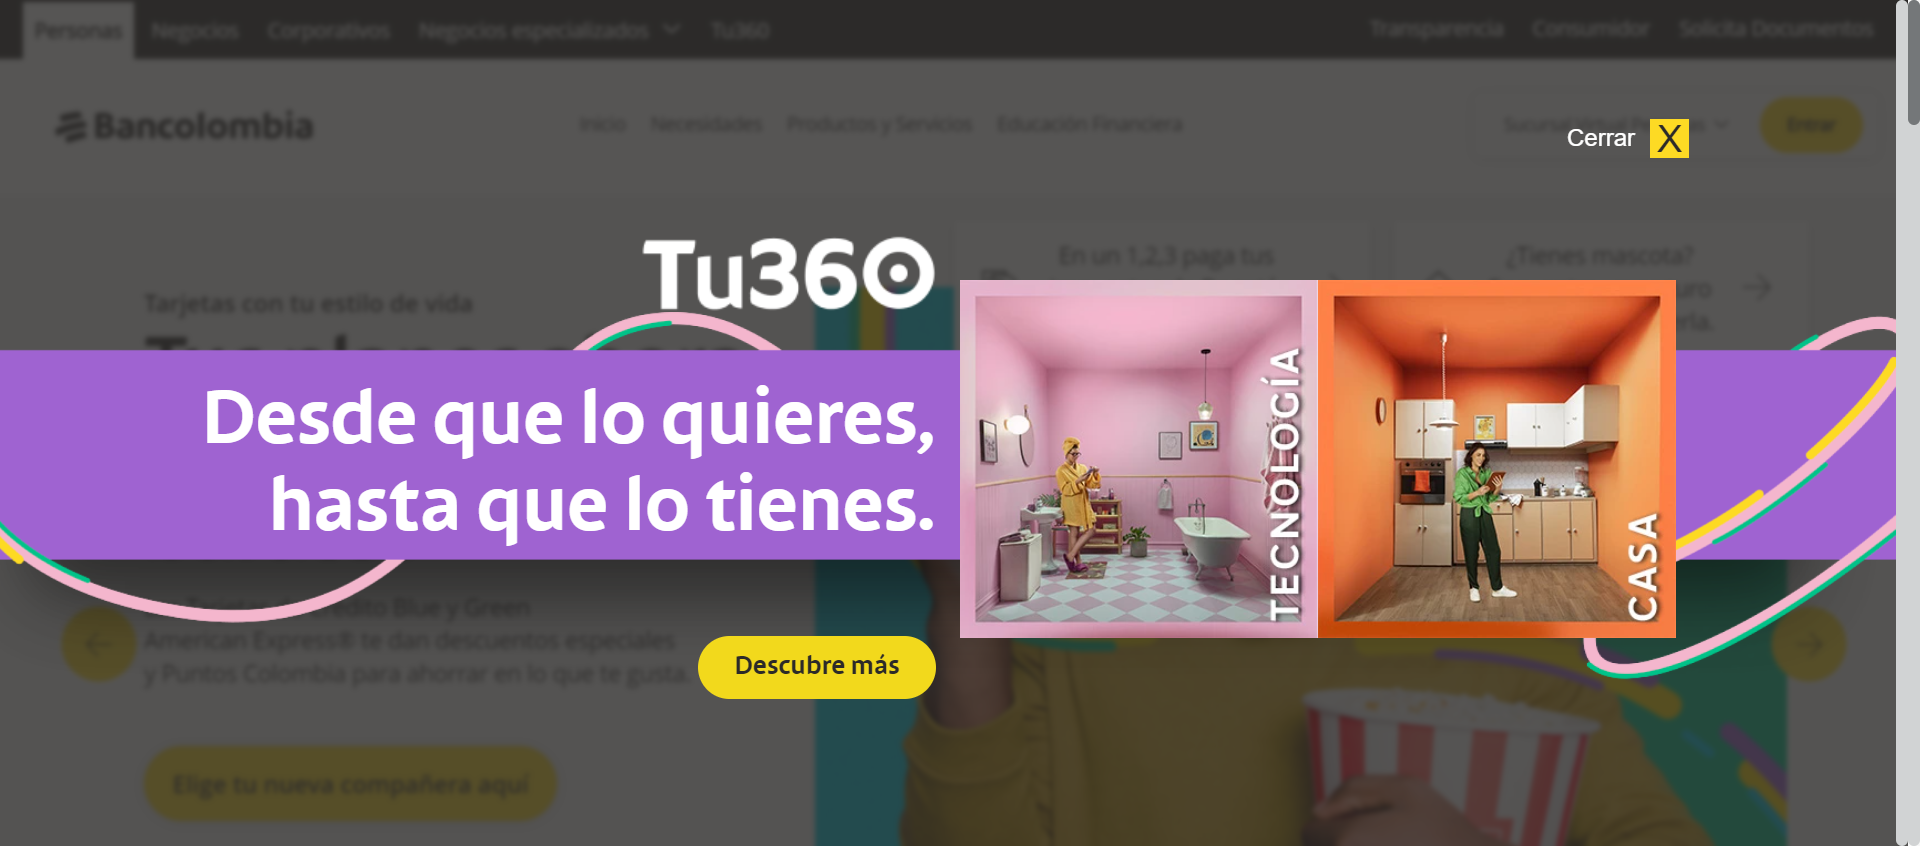 Personas
Negocios
Corporativos
Negocios especializados
Tu360
Transparencia
Consumidor
Solicita Documentos
Bancolombia
Inicio
Necesidades
Productos y Servicios
Educación Financiera
Sucursal Virtual
Entrar
Cerrar X
Tu360
En un 1,2,3 paga tus
¿Tienes mascota?
Tarjetas con tu estilo de vida
Desde que lo quieres,
hasta que lo tienes.
TECNOLOGÍA
CASA
Blue y Green
American Express® te dan descuentos especiales
y Puntos Colombia para ahorrar en lo que te gusta.
Descubre más
Elige tu nueva compañera aquí